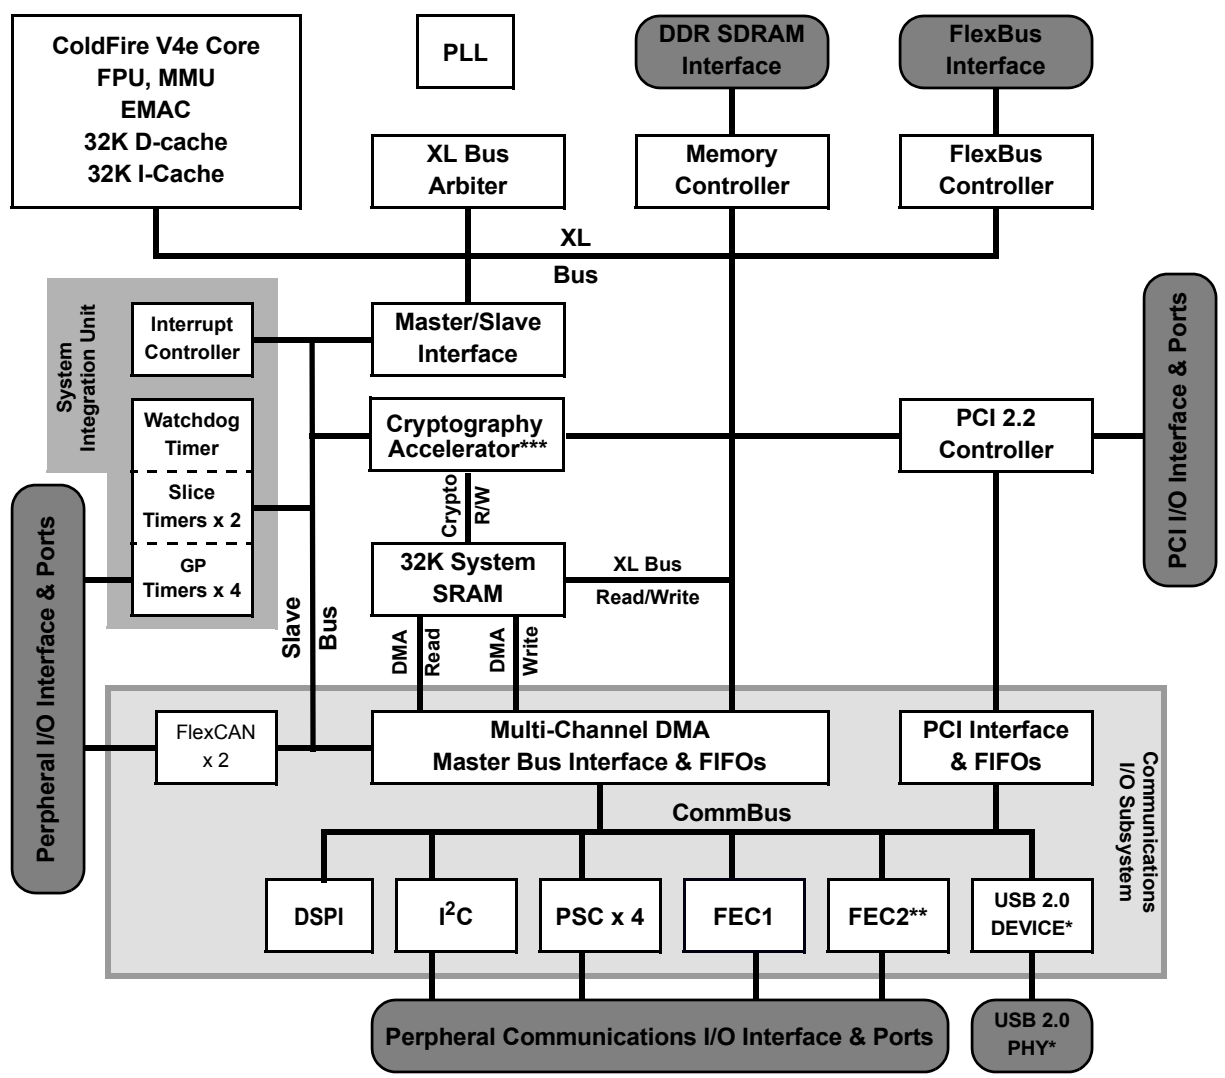 ColdFire V4e Core
FPU, MMU
EMAC
32K D-cache
32K I-Cache
PLL
DDR SDRAM
Interface
FlexBus
Interface
XL Bus
Arbiter
Memory
Controller
FlexBus
Controller
XL
Bus
System
Integration Unit
Interrupt
Controller
Master/Slave
Interface
PCI I/O Interface & Ports
Watchdog
Timer
Slice
Timers x 2
GP
Timers x 4
Cryptography
Accelerator***
PCI 2.2
Controller
Crypto
R/W
32K System
SRAM
XL Bus
Read/Write
Perpheral I/O Interface & Ports
Slave
Bus
DMA
Read
DMA
Write
FlexCAN
x 2
Multi-Channel DMA
Master Bus Interface & FIFOs
PCI Interface
& FIFOs
Communications
I/O Subsystem
CommBus
DSPI
I2C
PSC x 4
FEC1
FEC2**
USB 2.0
DEVICE*
Perpheral Communications I/O Interface & Ports
USB 2.0
PHY*